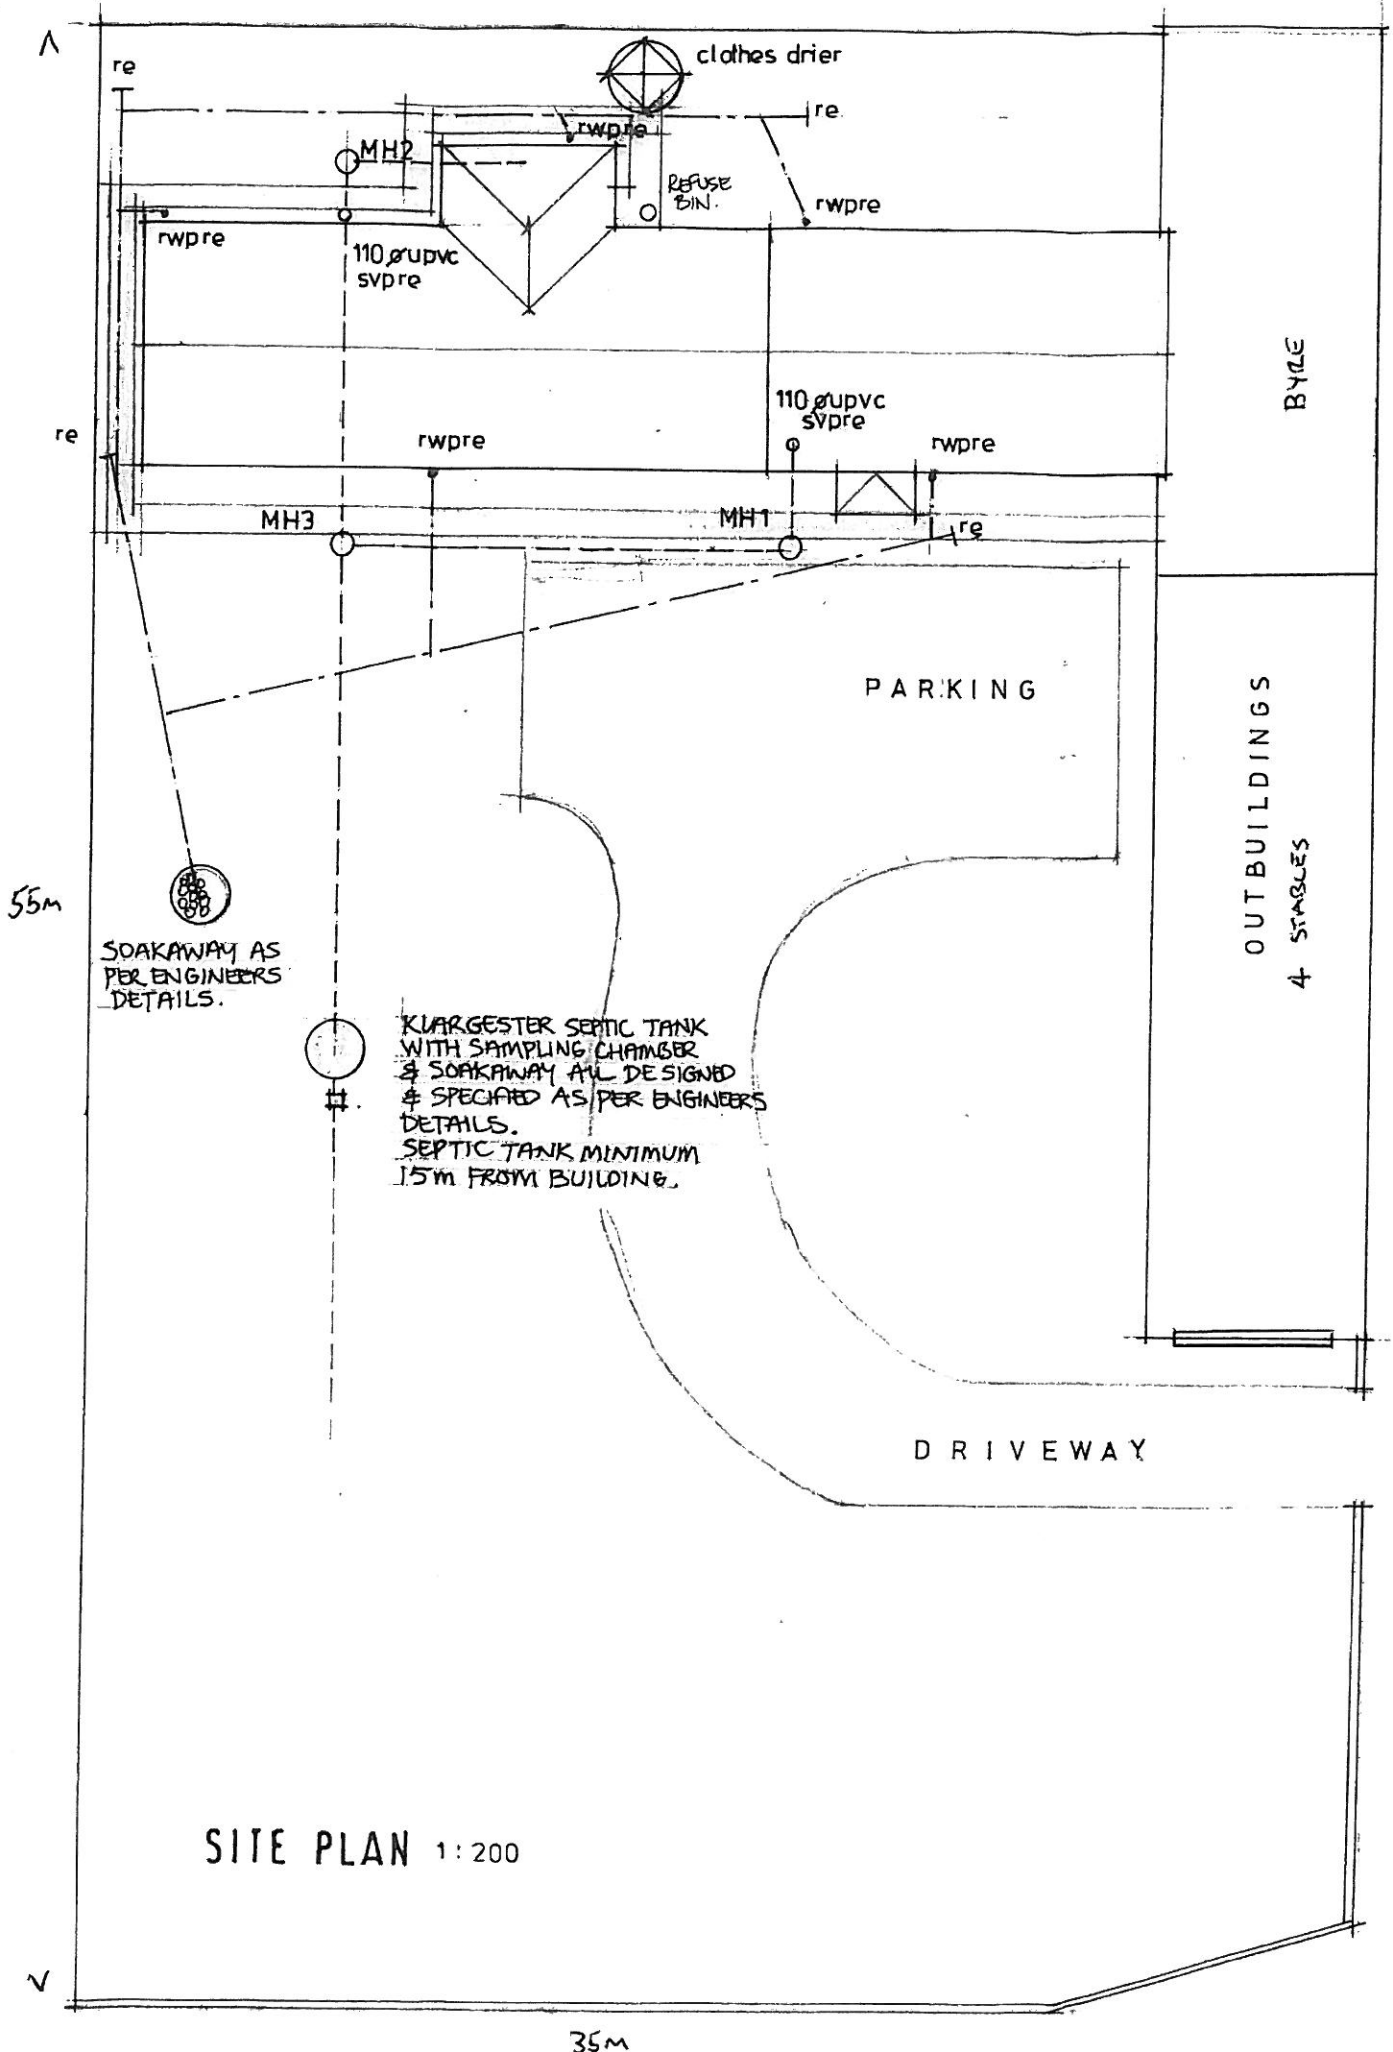 clothes drier
re
re
rwpre
MH2
REFUSE
BIN.
rwpre
rwpre
110 ø upvc
svpre
BYRE
110 ø upvc
svpre
re
rwpre
rwpre
MH3
MH1
re
PARKING
OUTBUILDINGS
4 STABLES
55m
SOAKAWAY AS
PER ENGINEERS
DETAILS.
KLARGESTER SEPTIC TANK
WITH SAMPLING CHAMBER
& SOAKAWAY ALL DESIGNED
& SPECIFIED AS PER ENGINEERS
DETAILS.
SEPTIC TANK MINIMUM
15m FROM BUILDING.
DRIVEWAY
SITE PLAN 1:200
35m